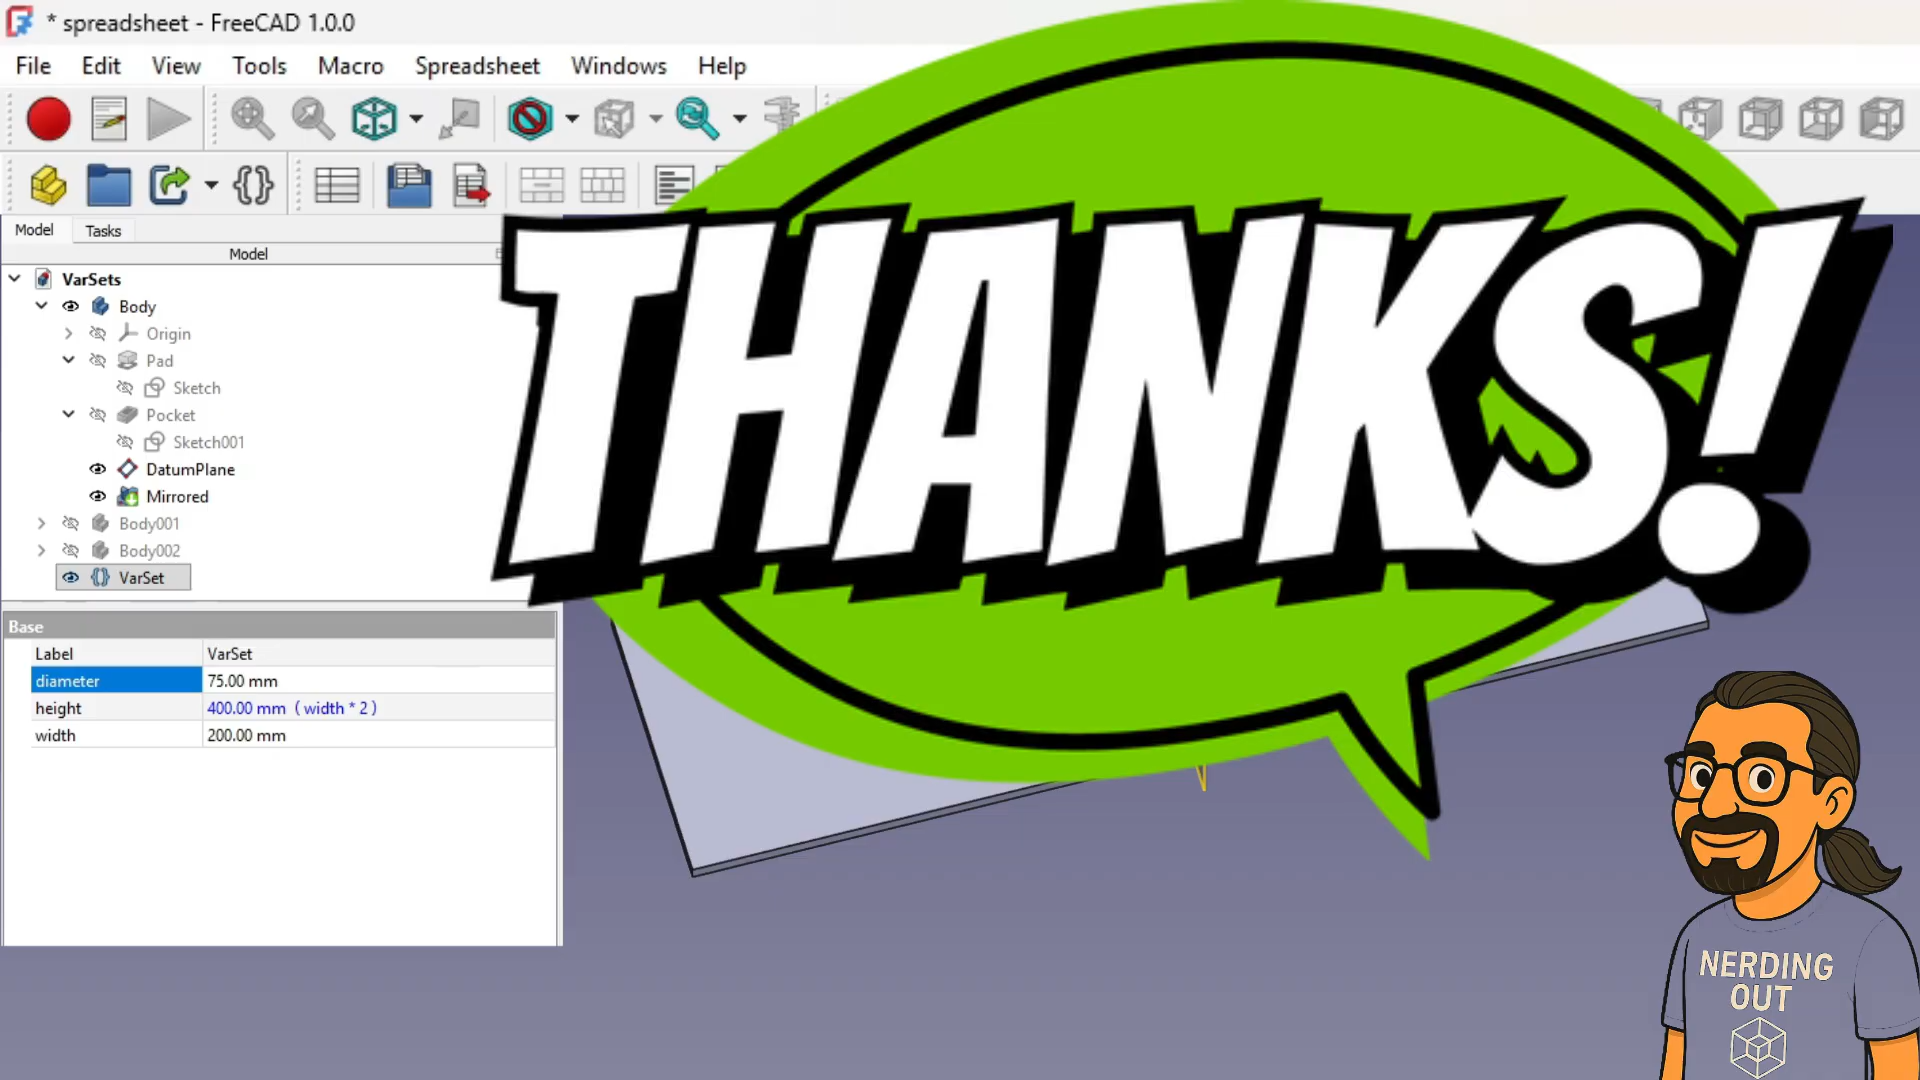 * spreadsheet - FreeCAD 1.0.0
File Edit View Tools Macro Spreadsheet Windows Help
Model Tasks
Model
VarSets
Body
Origin
Pad
Sketch
Pocket
Sketch001
DatumPlane
Mirrored
Body001
Body002
VarSet
Base
Label VarSet
diameter 75.00 mm
height 400.00 mm ( width * 2 )
width 200.00 mm
THANKS!
NERDING
OUT